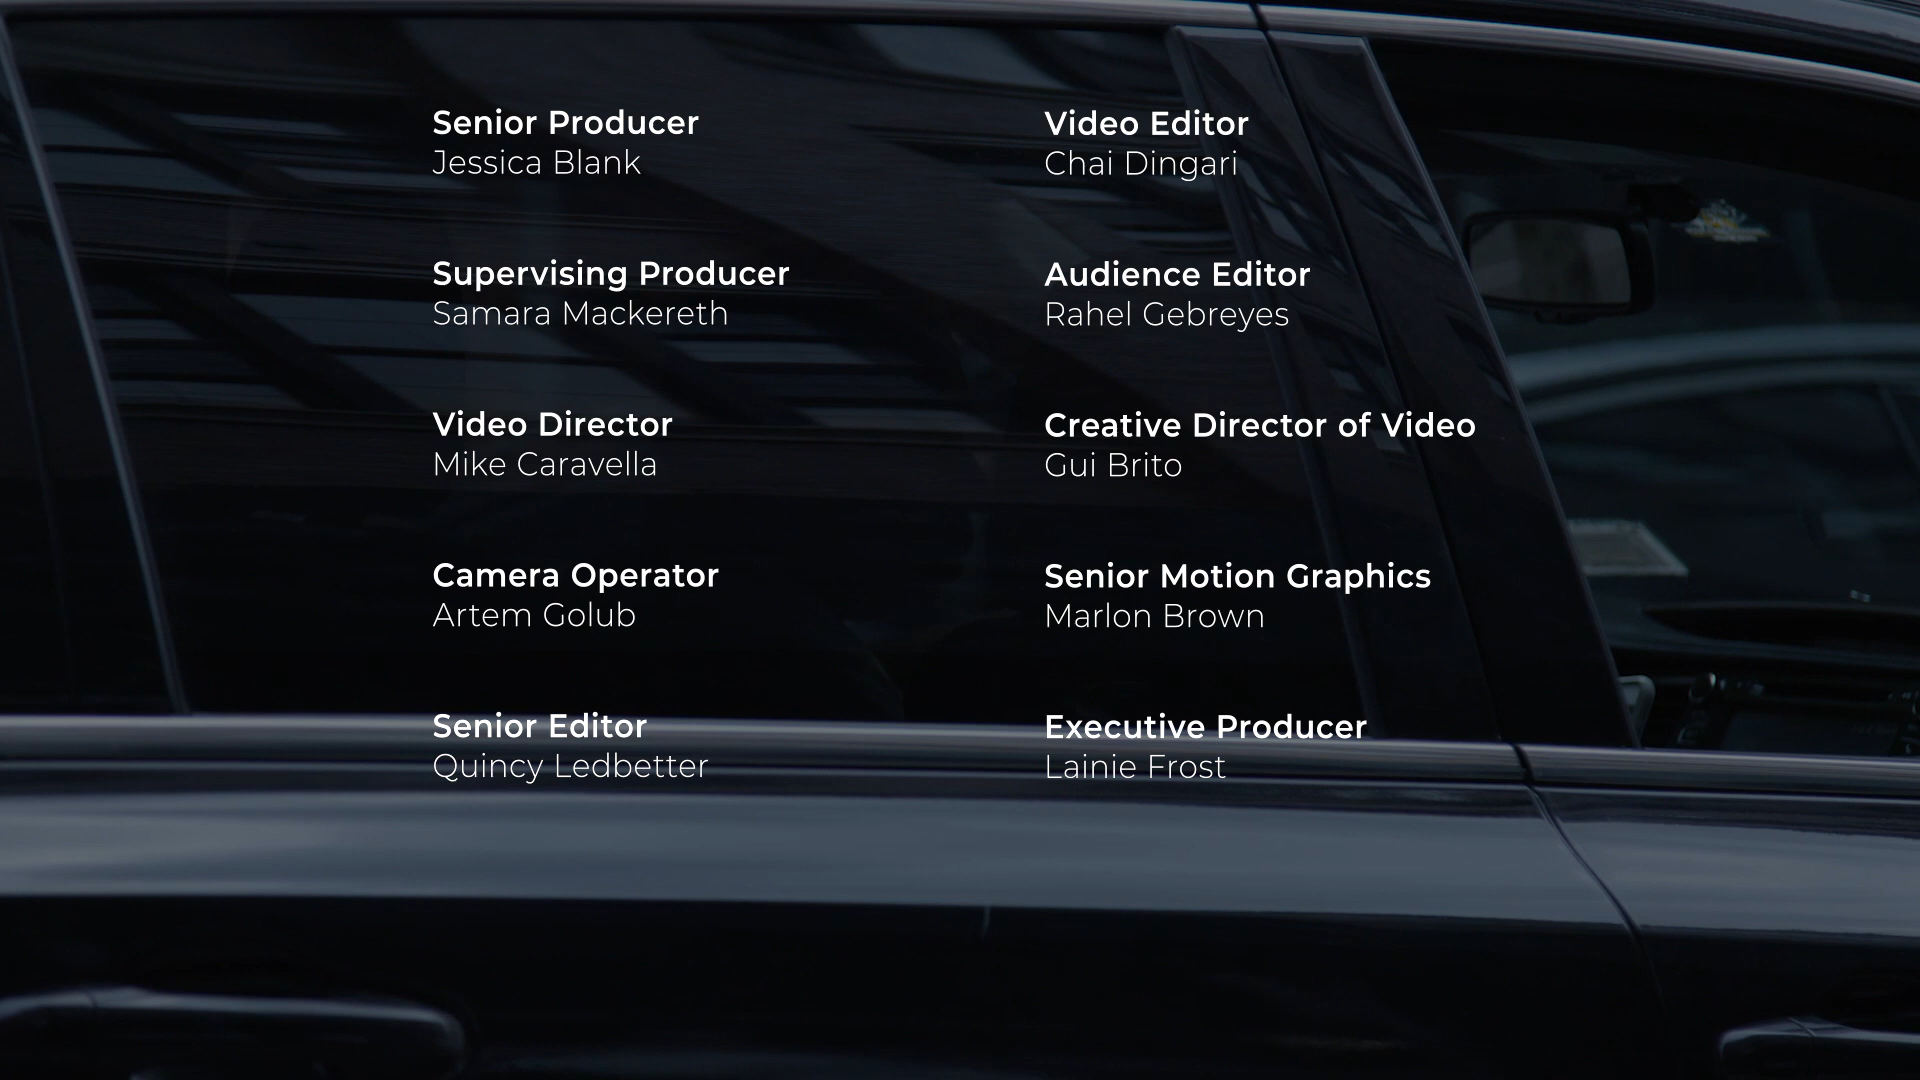 Senior Producer
Jessica Blank
Supervising Producer
Samara Mackereth
Video Director
Mike Caravella
Camera Operator
Artem Golub
Senior Editor
Quincy Ledbetter
Video Editor
Chai Dingari
Audience Editor
Rahel Gebreyes
Creative Director of Video
Gui Brito
Senior Motion Graphics
Marlon Brown
Executive Producer
Lainie Frost